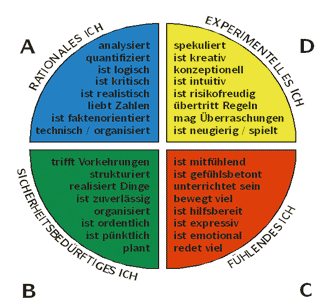 A
RATIONALES ICH
analysiert
quantifiziert
ist logisch
ist kritisch
ist realistisch
liebt Zahlen
ist faktenorientiert
technisch / organisiert
EXPERIMENTELLES ICH
D
spekuliert
ist kreativ
konzeptionell
ist intuitiv
ist risikofreudig
übertritt Regeln
mag Überraschungen
ist neugierig / spielt
SICHERHEITSBEDÜRFTIGES ICH
B
trifft Vorkehrungen
strukturiert
realisiert Dinge
ist zuverlässig
organisiert
ist ordentlich
ist pünktlich
plant
ist mitfühlend
ist gefühlsbetont
unterrichtet sein
bewegt viel
ist hilfsbereit
ist expressiv
ist emotional
redet viel
FÜHLENDES ICH
C